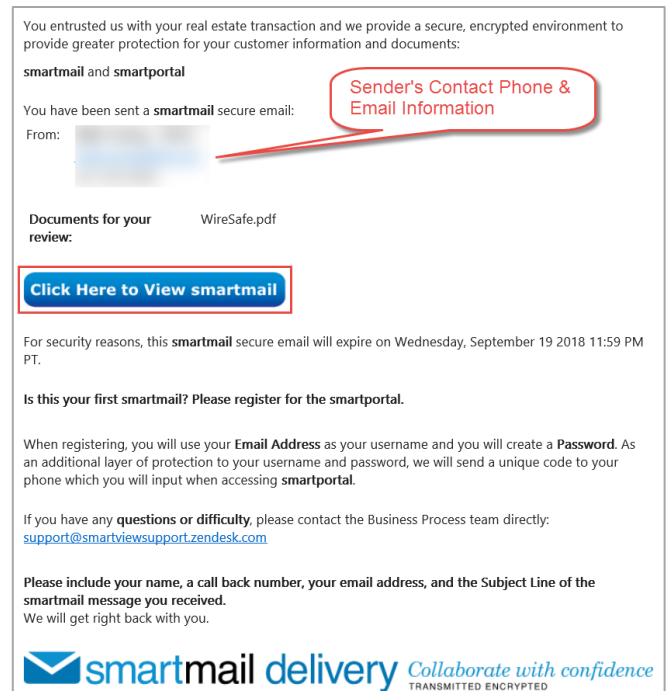 You entrusted us with your real estate transaction and we provide a secure, encrypted environment to
provide greater protection for your customer information and documents:
smartmail and smartportal
Sender's Contact Phone &
Email Information
You have been sent a smartmail secure email:
From:
Documents for your WireSafe.pdf
review:
Click Here to View smartmail
For security reasons, this smartmail secure email will expire on Wednesday, September 19 2018 11:59 PM
PT.
Is this your first smartmail? Please register for the smartportal.
When registering, you will use your Email Address as your username and you will create a Password. As
an additional layer of protection to your username and password, we will send a unique code to your
phone which you will input when accessing smartportal.
If you have any questions or difficulty, please contact the Business Process team directly:
support@smartviewsupport.zendesk.com
Please include your name, a call back number, your email address, and the Subject Line of the
smartmail message you received.
We will get right back with you.
smartmail delivery Collaborate with confidence
TRANSMITTED ENCRYPTED